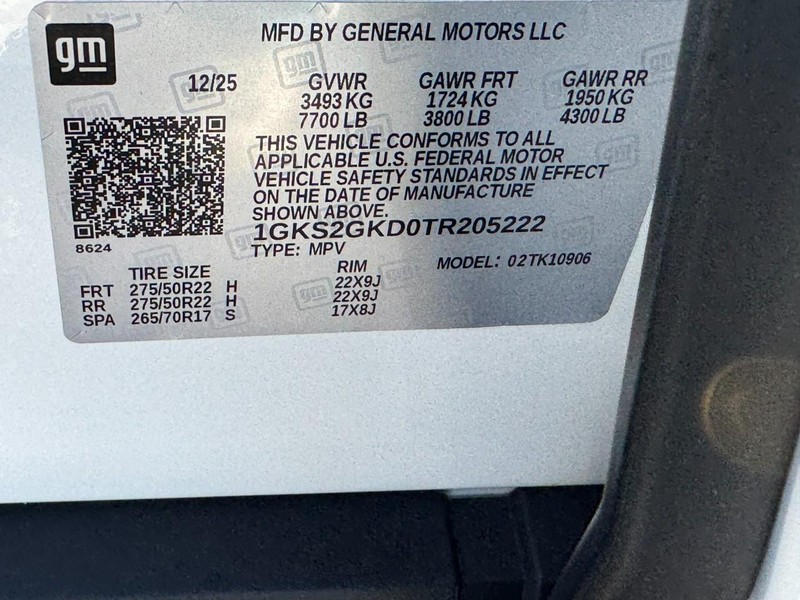 gm
MFD BY GENERAL MOTORS LLC
12/25 GVWR GAWR FRT GAWR RR
3493 KG 1724 KG 1950 KG
7700 LB 3800 LB 4300 LB
THIS VEHICLE CONFORMS TO ALL
APPLICABLE U.S. FEDERAL MOTOR
VEHICLE SAFETY STANDARDS IN EFFECT
ON THE DATE OF MANUFACTURE
SHOWN ABOVE.
1GKS2GKD0TR205222
8624
TYPE: MPV MODEL: 02TK10906
TIRE SIZE RIM
FRT 275/50R22 H 22X9J
RR 275/50R22 H 22X9J
SPA 265/70R17 S 17X8J